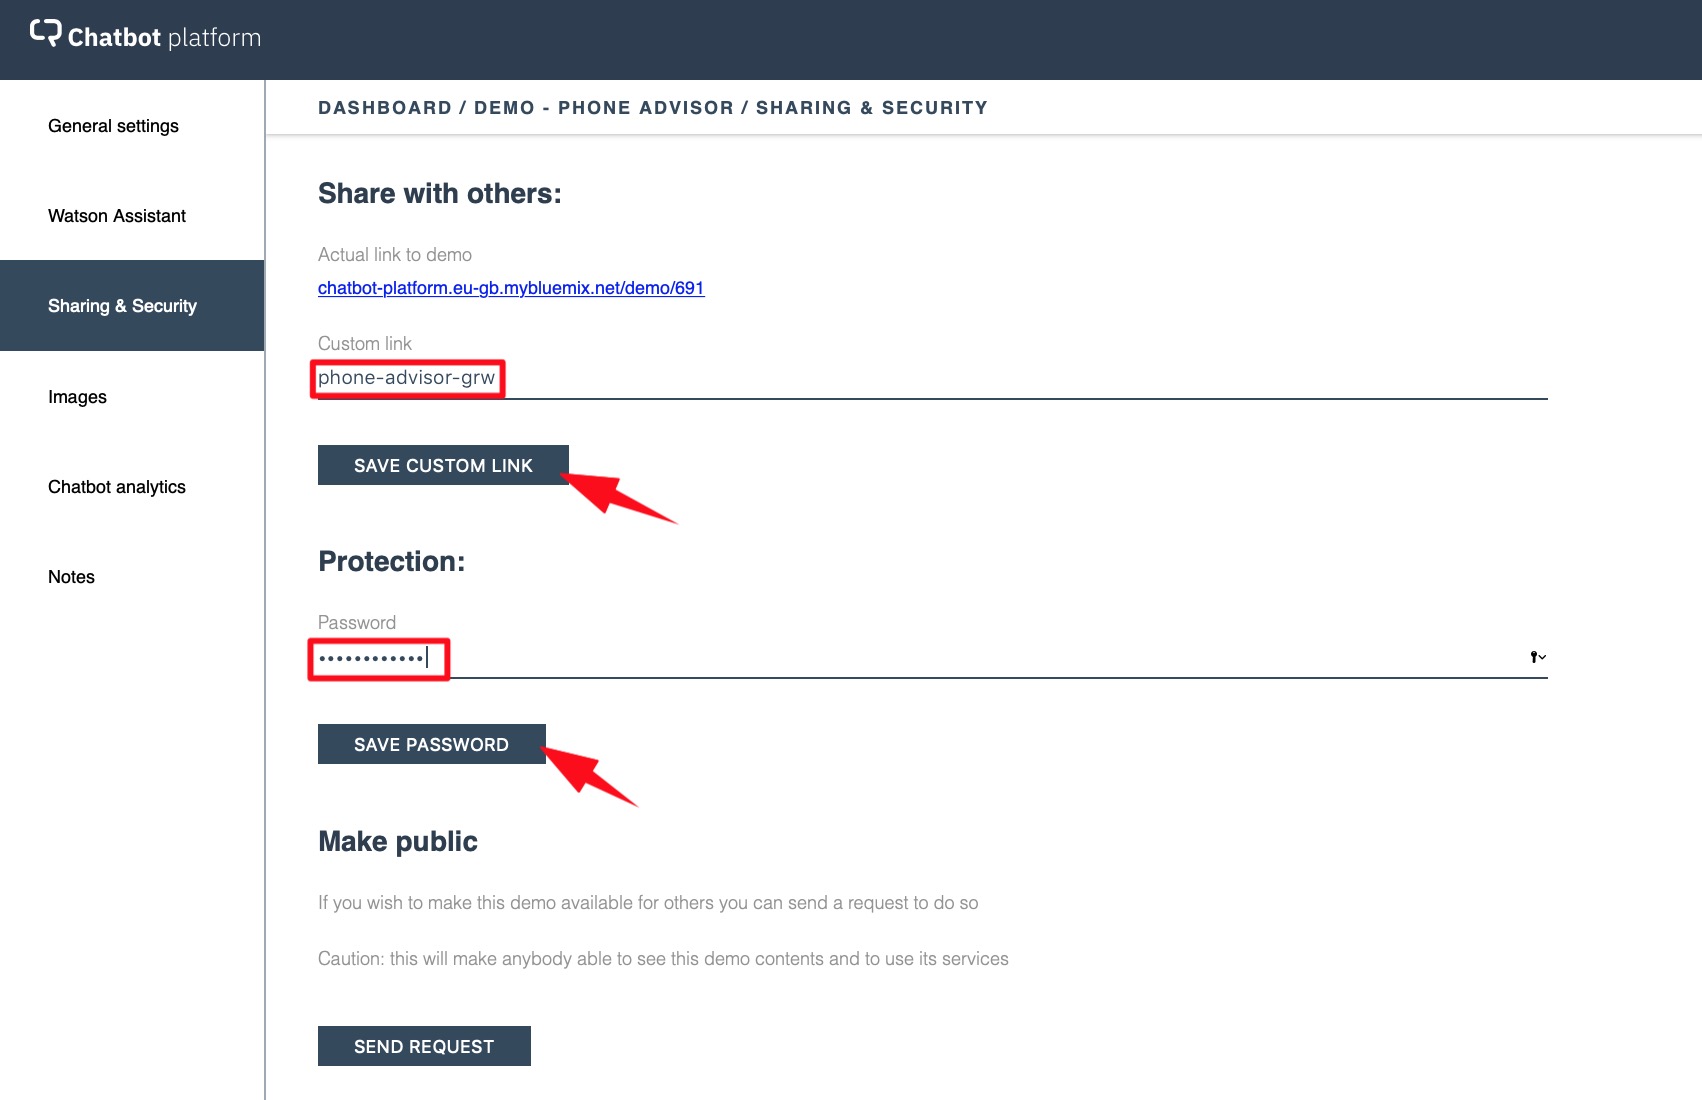 Chatbot platform
DASHBOARD / DEMO - PHONE ADVISOR / SHARING & SECURITY
General settings
Watson Assistant
Sharing & Security
Images
Chatbot analytics
Notes
Share with others:
Actual link to demo
chatbot-platform.eu-gb.mybluemix.net/demo/691
Custom link
phone-advisor-grw
SAVE CUSTOM LINK
Protection:
Password
••••••••••••
SAVE PASSWORD
Make public
If you wish to make this demo available for others you can send a request to do so
Caution: this will make anybody able to see this demo contents and to use its services
SEND REQUEST